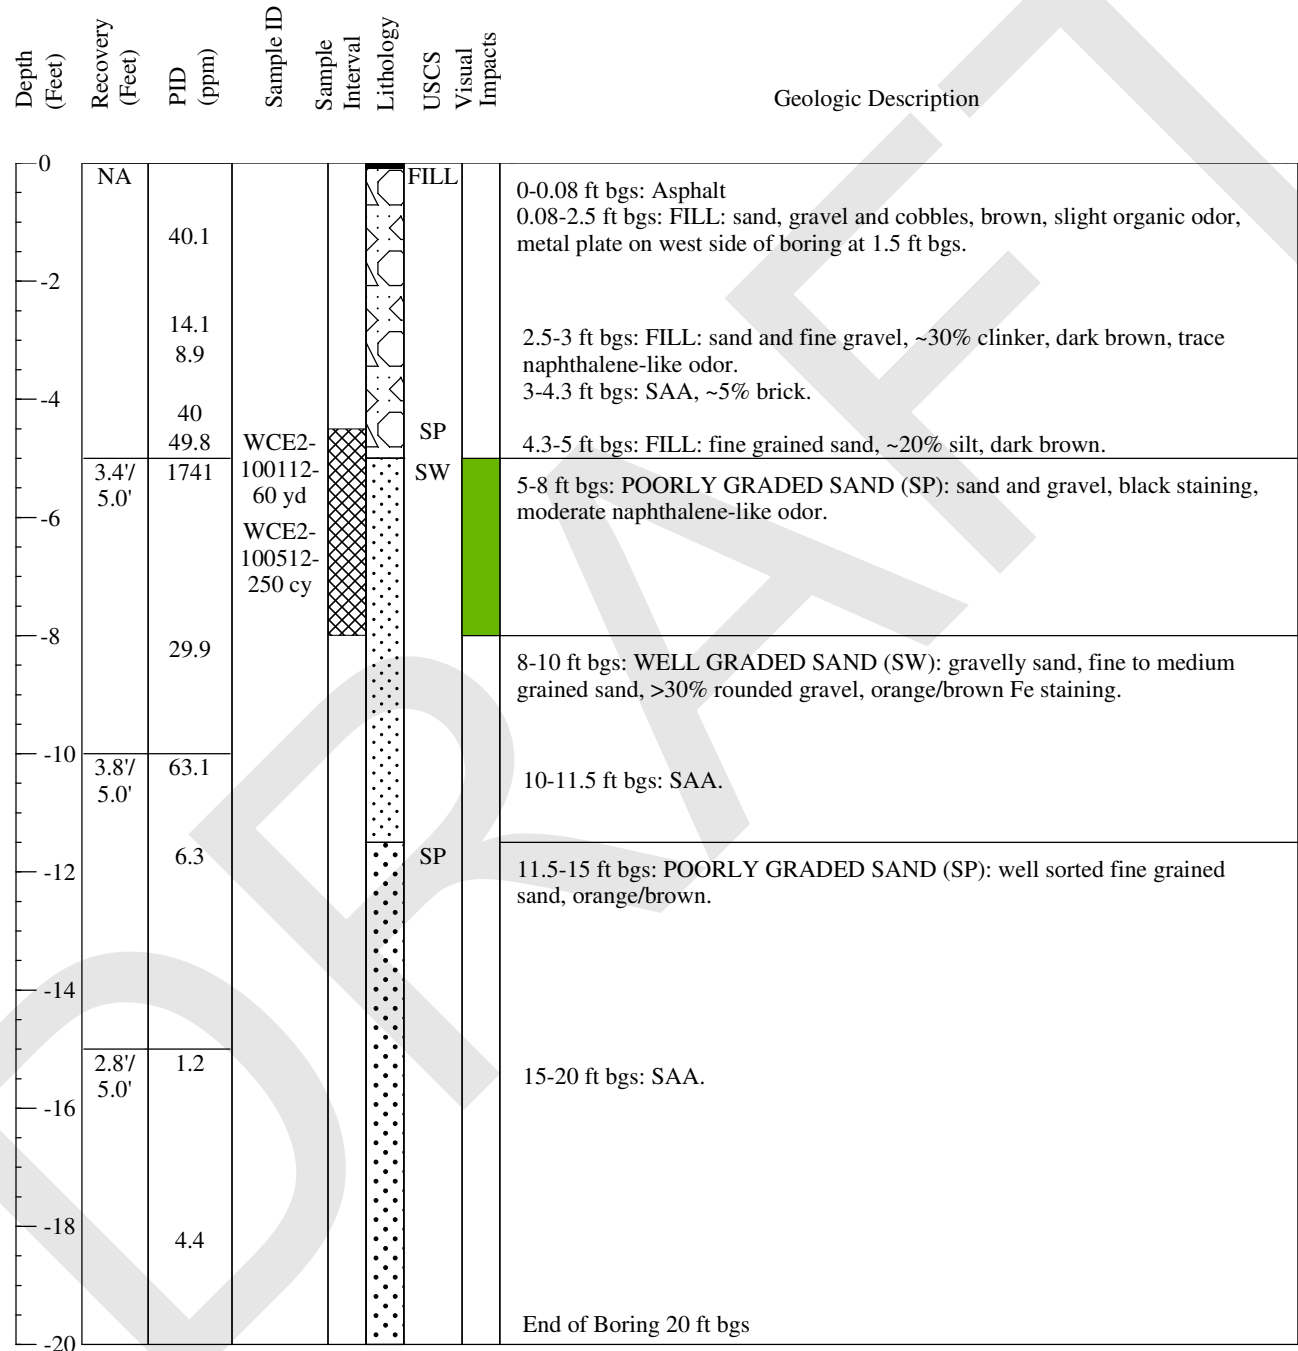 Depth
(Feet)
Recovery
(Feet)
PID
(ppm)
Sample ID
Sample
Interval
Lithology
USCS
Visual
Impacts
Geologic Description
0
-2
-4
-6
-8
-10
-12
-14
-16
-18
-20
NA
3.4'/
5.0'
3.8'/
5.0'
2.8'/
5.0'
40.1
14.1
8.9
40
49.8
1741
29.9
63.1
6.3
1.2
4.4
WCE2-
100112-
60 yd
WCE2-
100512-
250 cy
FILL
SP
SW
SP
0-0.08 ft bgs: Asphalt
0.08-2.5 ft bgs: FILL: sand, gravel and cobbles, brown, slight organic odor,
metal plate on west side of boring at 1.5 ft bgs.
2.5-3 ft bgs: FILL: sand and fine gravel, ~30% clinker, dark brown, trace
naphthalene-like odor.
3-4.3 ft bgs: SAA, ~5% brick.
4.3-5 ft bgs: FILL: fine grained sand, ~20% silt, dark brown.
5-8 ft bgs: POORLY GRADED SAND (SP): sand and gravel, black staining,
moderate naphthalene-like odor.
8-10 ft bgs: WELL GRADED SAND (SW): gravelly sand, fine to medium
grained sand, >30% rounded gravel, orange/brown Fe staining.
10-11.5 ft bgs: SAA.
11.5-15 ft bgs: POORLY GRADED SAND (SP): well sorted fine grained
sand, orange/brown.
15-20 ft bgs: SAA.
End of Boring 20 ft bgs
DRAFT